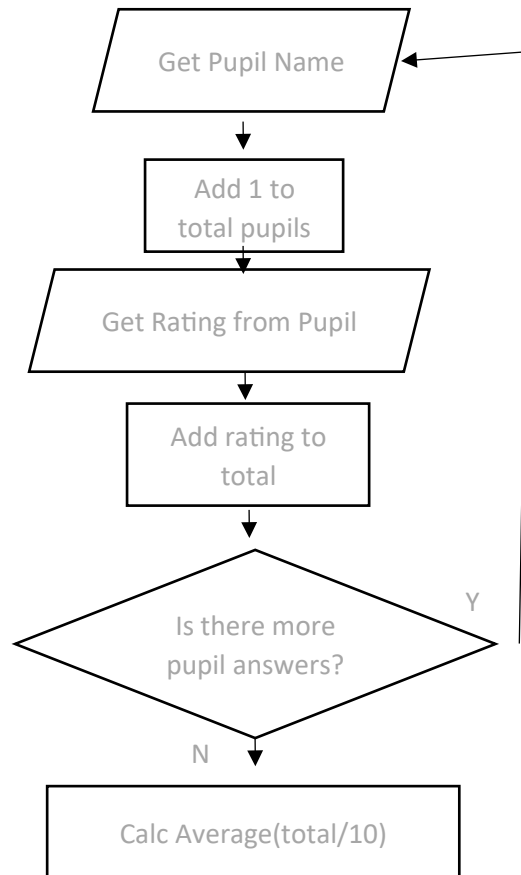 Get Pupil Name
Add 1 to
total pupils
Get Rating from Pupil
Add rating to
total
Y
Is there more
pupil answers?
N
Calc Average(total/10)